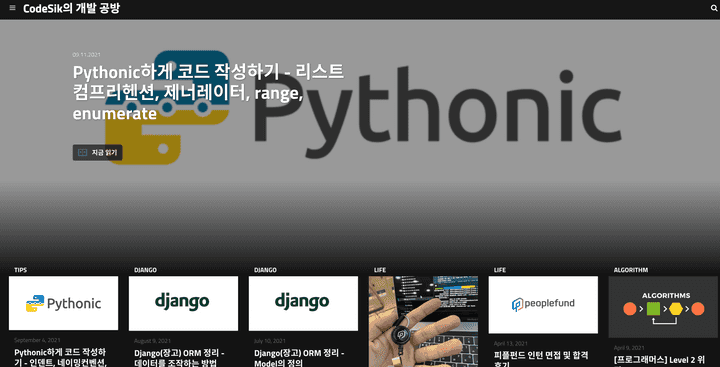 CodeSik의 개발 공방
09 11, 2021
Pythonic하게 코드 작성하기 - 리스트
컴프리헨션, 제너레이터, range,
enumerate
Pythonic
지금 읽기
TIPS
Pythonic
September 4, 2021
Pythonic하게 코드 작성하
기 - 인덴트, 네이밍컨벤션,
DJANGO
django
August 9, 2021
Django(장고) ORM 정리 -
데이터를 조작하는 방법
DJANGO
django
July 10, 2021
Django(장고) ORM 정리 -
Model의 정의
LIFE
LIFE
peoplefund
April 13, 2021
피플펀드 인턴 면접 및 합격
후기
ALGORITHM
ALGORITHMS
April 9, 2021
[프로그래머스] Level 2 위